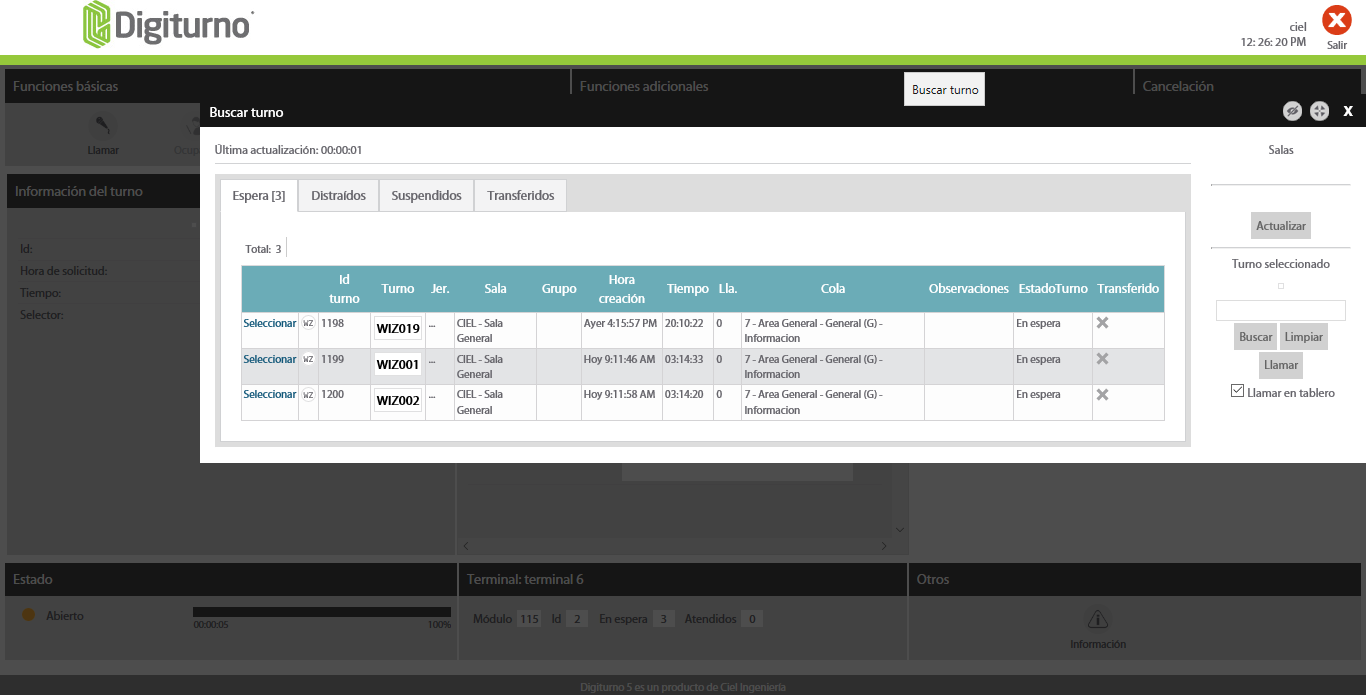 Digiturno
ciel
12: 26: 20 PM
Salir
Funciones básicas
Funciones adicionales
Buscar turno
Cancelación
Llamar
Buscar turno
X
Última actualización: 00:00:01
Salas
Información del turno
Espera [3] Distraídos Suspendidos Transferidos
Actualizar
Id:
Hora de solicitud:
Tiempo:
Selector:
Total: 3
Turno seleccionado
Buscar Limpiar
Llamar
Llamar en tablero
Id turno Turno Jer. Sala Grupo Hora creación Tiempo Lla. Cola Observaciones EstadoTurno Transferido
Seleccionar WZ 1198 WIZ019 ... CIEL - Sala General Ayer 4:15:57 PM 20:10:22 0 7 - Area General - General (G) - Informacion En espera
Seleccionar WZ 1199 WIZ001 ... CIEL - Sala General Hoy 9:11:46 AM 03:14:33 0 7 - Area General - General (G) - Informacion En espera
Seleccionar WZ 1200 WIZ002 ... CIEL - Sala General Hoy 9:11:58 AM 03:14:20 0 7 - Area General - General (G) - Informacion En espera
Estado
Terminal: terminal 6
Otros
Abierto
00:00:05 100%
Módulo 115 Id 2 En espera 3 Atendidos 0
Información
Digiturno 5 es un producto de Ciel Ingeniería